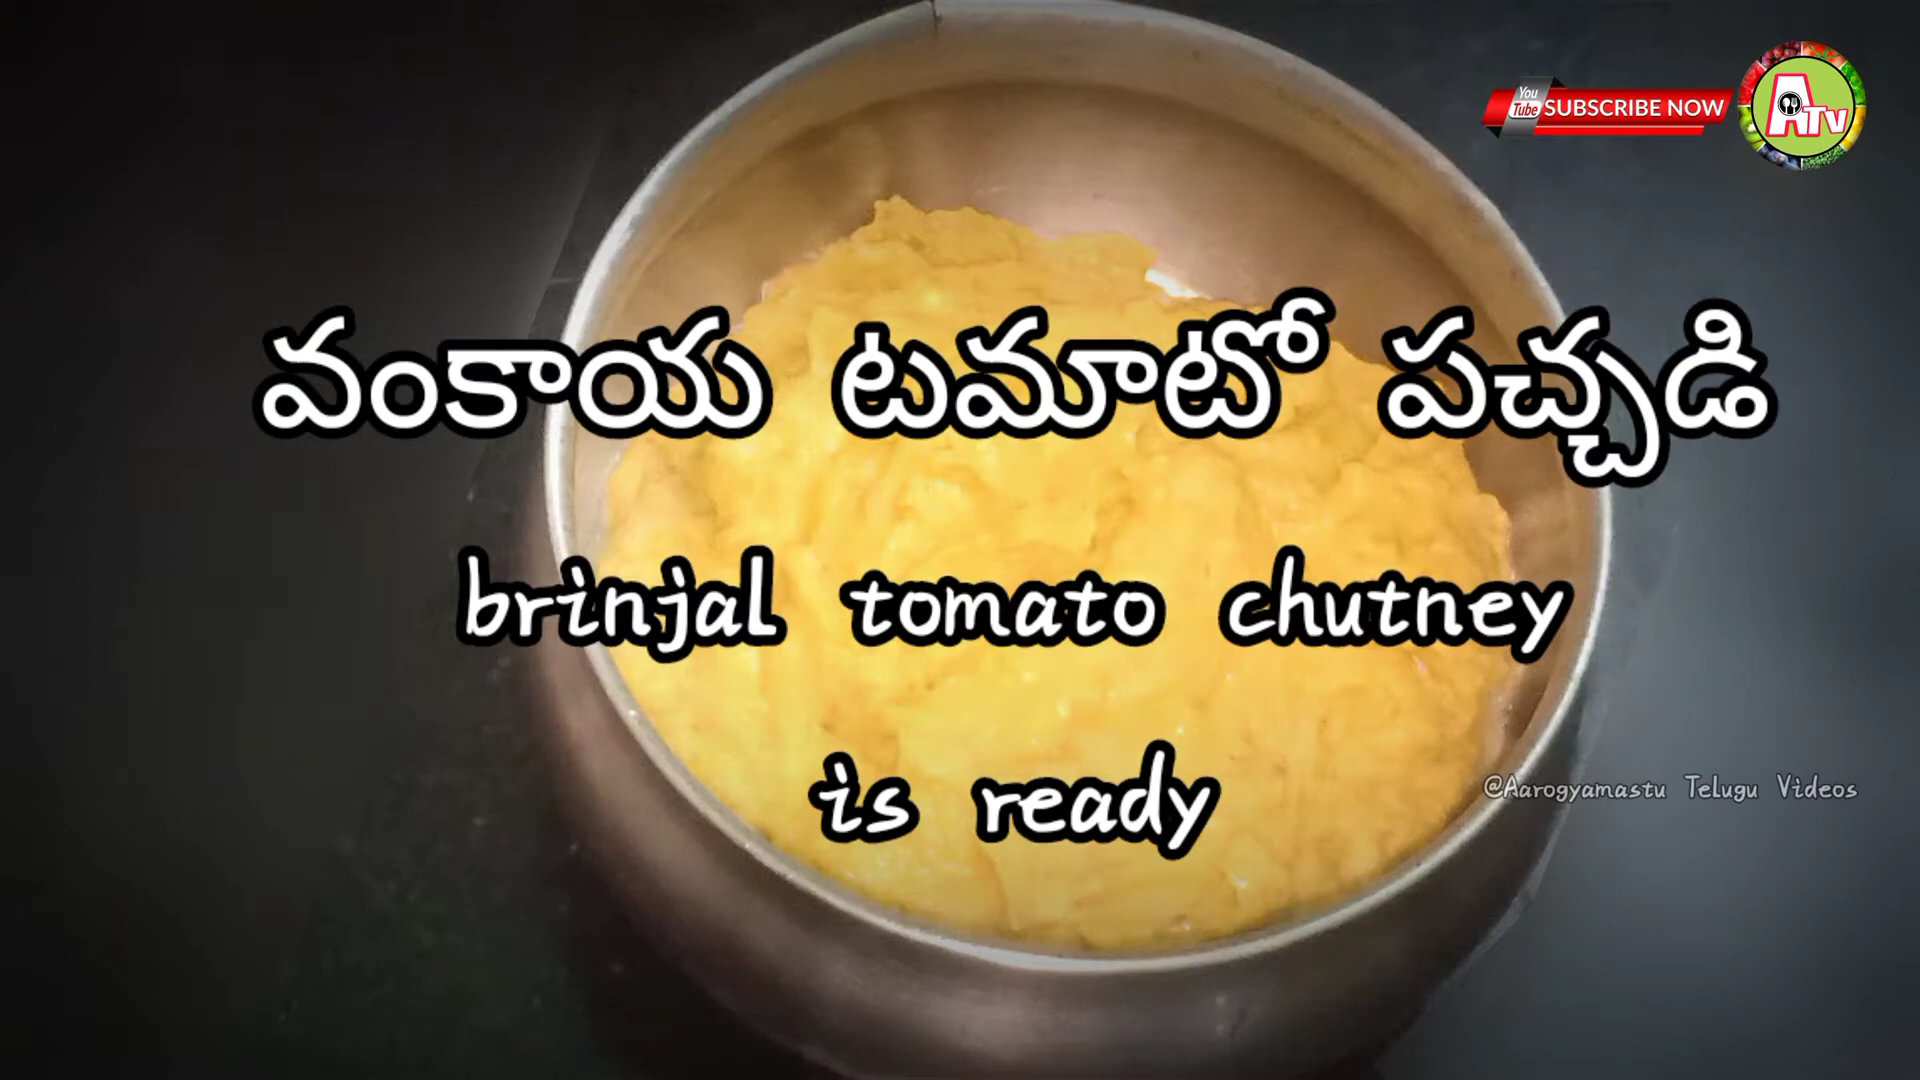 You
Tube
SUBSCRIBE NOW
ATV
వంకాయ టమాటో పచ్చడి
brinjal tomato chutney
is ready
@Aarogyamastu Telugu Videos